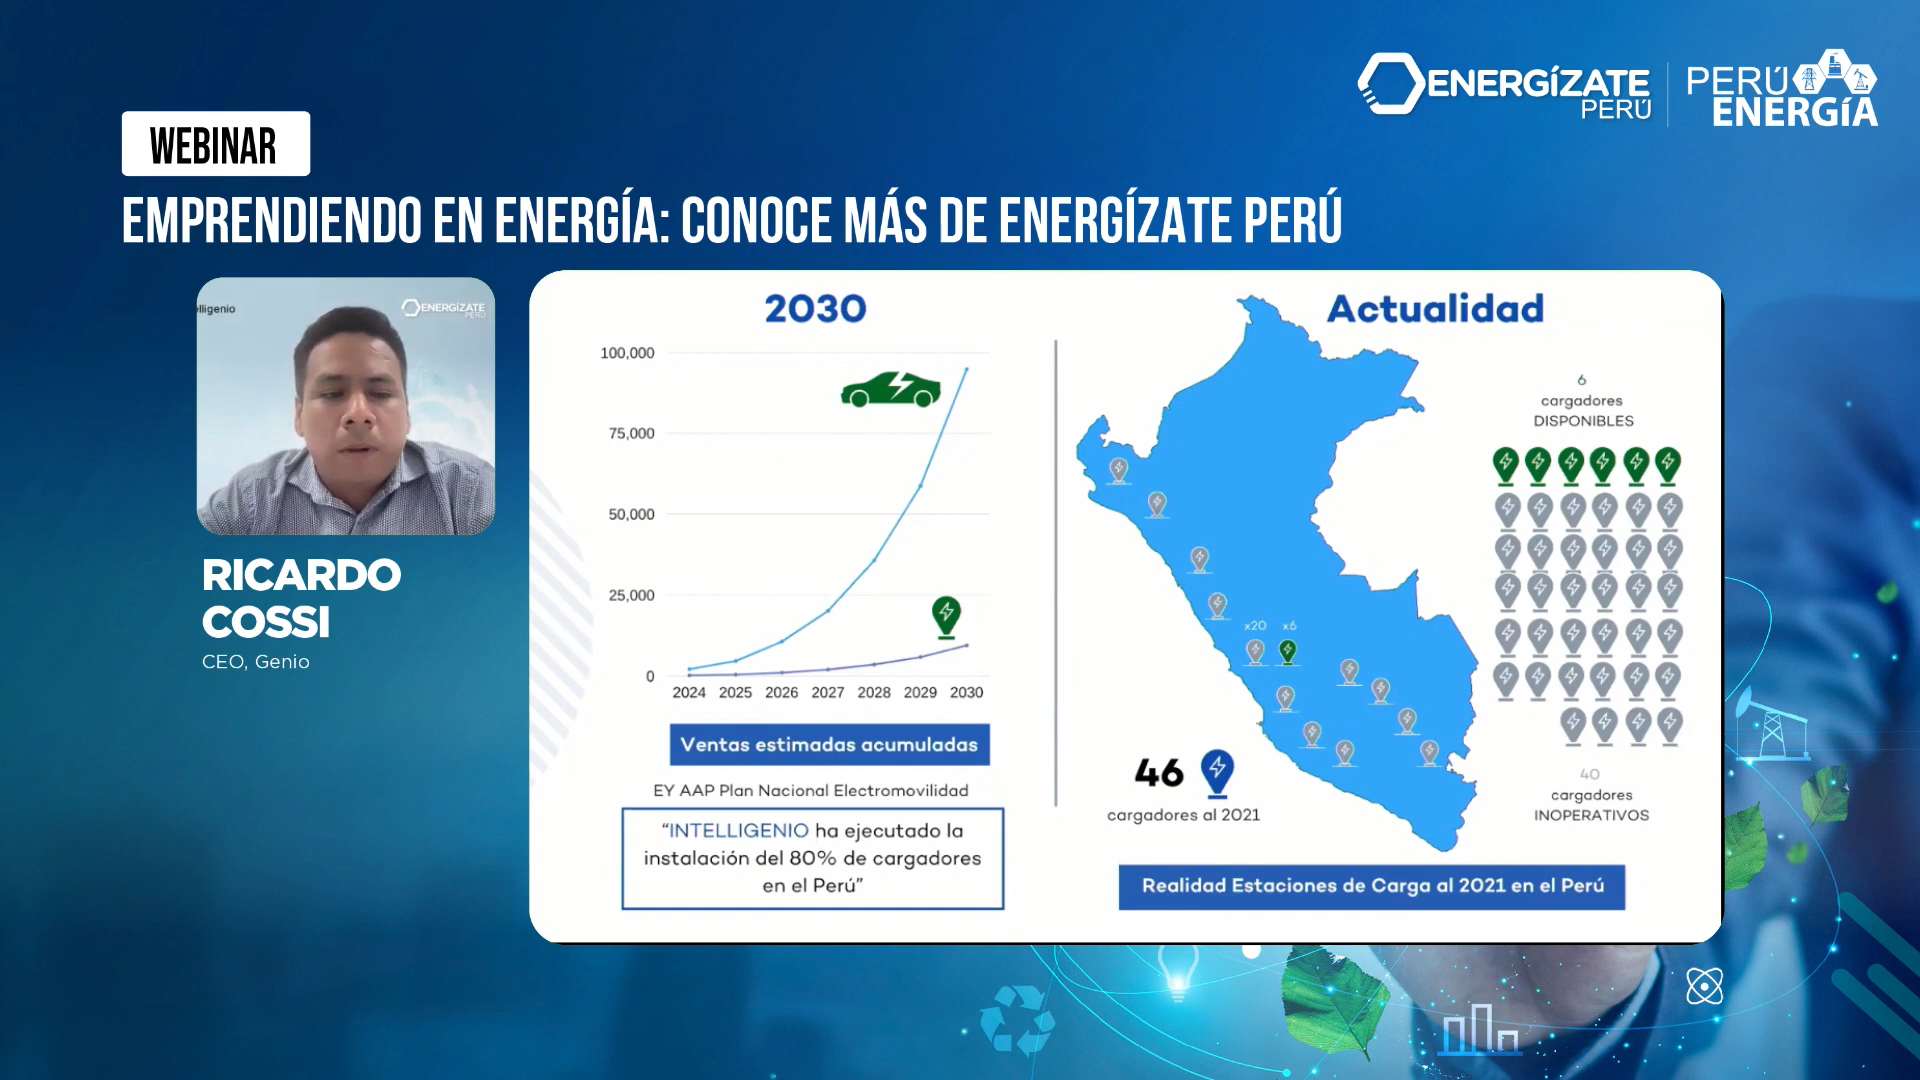 ENERGÍZATE
PERÚ
PERÚ
ENERGÍA
WEBINAR
EMPRENDIENDO EN ENERGÍA: CONOCE MÁS DE ENERGÍZATE PERÚ
elligenio
ENERGÍZATE
PERÚ
RICARDO
COSSI
CEO, Genio
2030
100,000
75,000
50,000
25,000
0
2024 2025 2026 2027 2028 2029 2030
Ventas estimadas acumuladas
EY AAP Plan Nacional Electromovilidad
“INTELLIGENIO ha ejecutado la
instalación del 80% de cargadores
en el Perú”
Actualidad
6
cargadores
DISPONIBLES
x20 x6
46
cargadores al 2021
40
cargadores
INOPERATIVOS
Realidad Estaciones de Carga al 2021 en el Perú